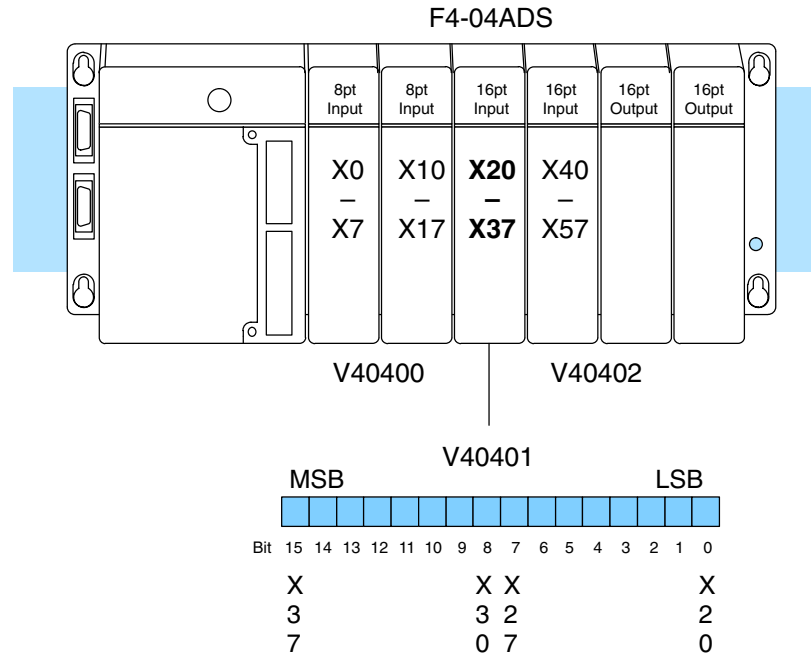 F4-04ADS
8pt Input
8pt Input
16pt Input
16pt Input
16pt Output
16pt Output
X0 – X7
X10 – X17
X20 – X37
X40 – X57
V40400
V40402
V40401
MSB
LSB
Bit 15 14 13 12 11 10 9 8 7 6 5 4 3 2 1 0
X X X X
3 3 2 2
7 0 7 0